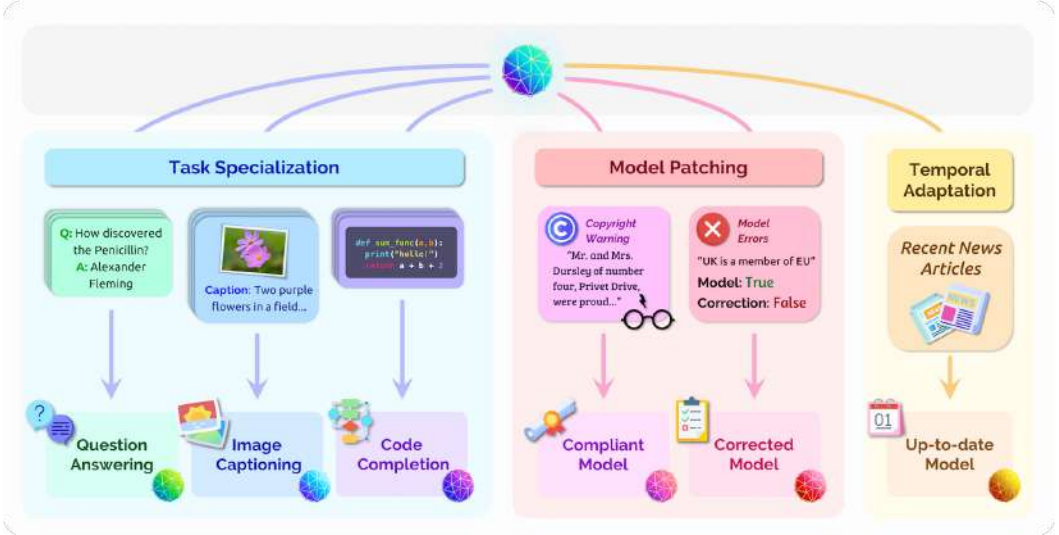 Task Specialization
Q: How discovered
the Penicillin?
A: Alexander
Fleming
Caption: Two purple
flowers in a field...
def sum_func(a,b):
print("hello!")
return a + b + 2
Question
Answering
Image
Captioning
Code
Completion
Model Patching
Copyright
Warning
"Mr. and Mrs.
Dursley of number
four, Privet Drive,
were proud..."
Model
Errors
"UK is a member of EU"
Model: True
Correction: False
Compliant
Model
Corrected
Model
Temporal
Adaptation
Recent News
Articles
NEWS
01
Up-to-date
Model